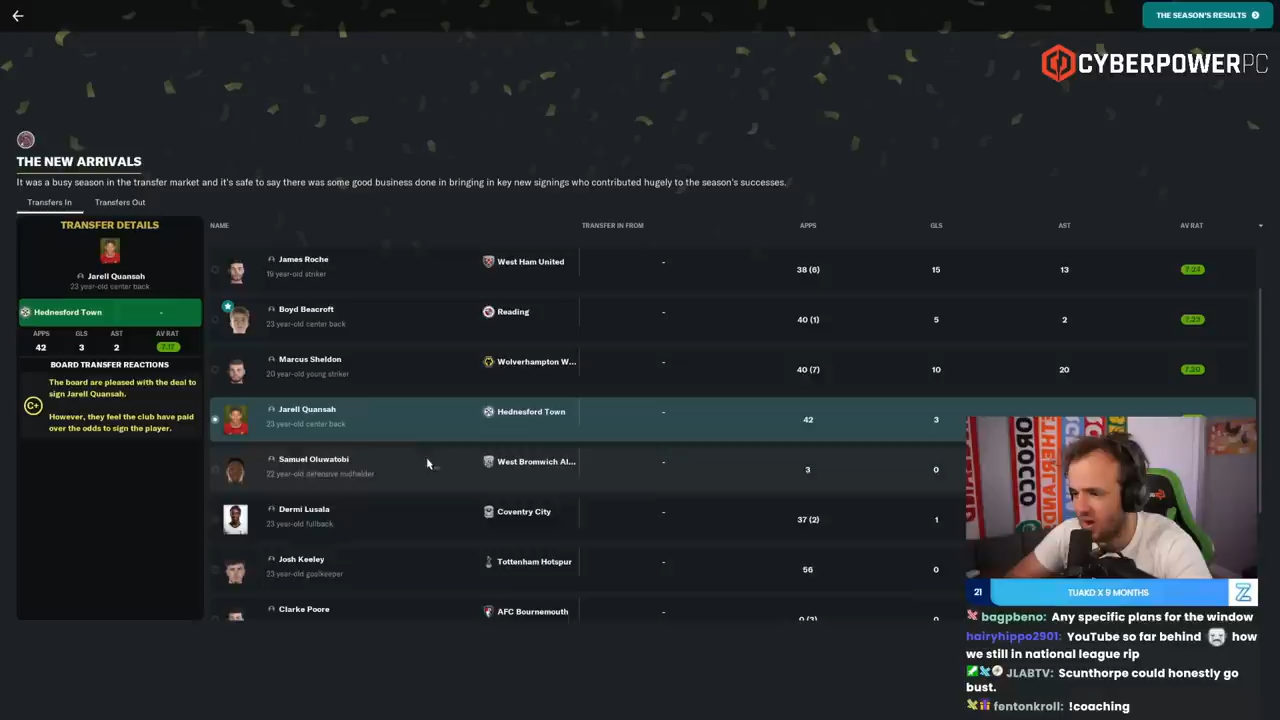 THE SEASON'S RESULTS
CYBERPOWERPC
THE NEW ARRIVALS
It was a busy season in the transfer market and it's safe to say there was some good business done in bringing in key new signings who contributed hugely to the season's successes.
Transfers In Transfers Out
TRANSFER DETAILS
Jarell Quansah
23 year-old center back
Hednesford Town -
APPS GLS AST AV RAT
42 3 2 7.17
BOARD TRANSFER REACTIONS
C+
The board are pleased with the deal to
sign Jarell Quansah.
However, they feel the club have paid
over the odds to sign the player.
NAME TRANSFER IN FROM APPS GLS AST AV RAT
James Roche West Ham United - 38 (6) 15 13 7.24
19 year-old striker
Boyd Beacroft Reading - 40 (1) 5 2 7.23
23 year-old center back
Marcus Sheldon Wolverhampton W... - 40 (7) 10 20 7.20
20 year-old young striker
Jarell Quansah Hednesford Town - 42 3
23 year-old center back
Samuel Oluwatobi West Bromwich Al... - 3 0
22 year-old defensive midfielder
Dermi Lusala Coventry City - 37 (2) 1
23 year-old fullback
Josh Keeley Tottenham Hotspur - 56 0
23 year-old goalkeeper
Clarke Poore AFC Bournemouth -
21 TUAKD X 9 MONTHS
bagpbeno: Any specific plans for the window
hairyhippo2901: YouTube so far behind how
we still in national league rip
JLABTV: Scunthorpe could honestly go
bust.
fentonkroll: !coaching